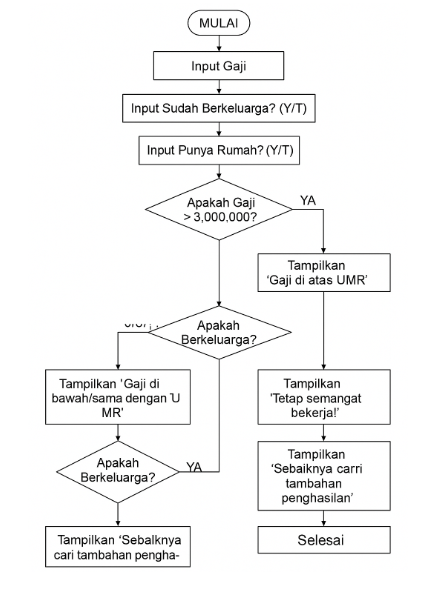 MULAI
Input Gaji
Input Sudah Berkeluarga? (Y/T)
Input Punya Rumah? (Y/T)
Apakah Gaji
> 3,000,000?
YA
Tampilkan
'Gaji di atas UMR'
Apakah
Berkeluarga?
Tampilkan 'Gaji di
bawah/sama dengan 'U
MR'
Tampilkan
'Tetap semangat
bekerja!'
Apakah
Berkeluarga?
YA
Tampilkan
'Sebaiknya carri
tambahan
penghasilan'
Tampilkan 'Sebalknya
cari tambahan pengha-
Selesai